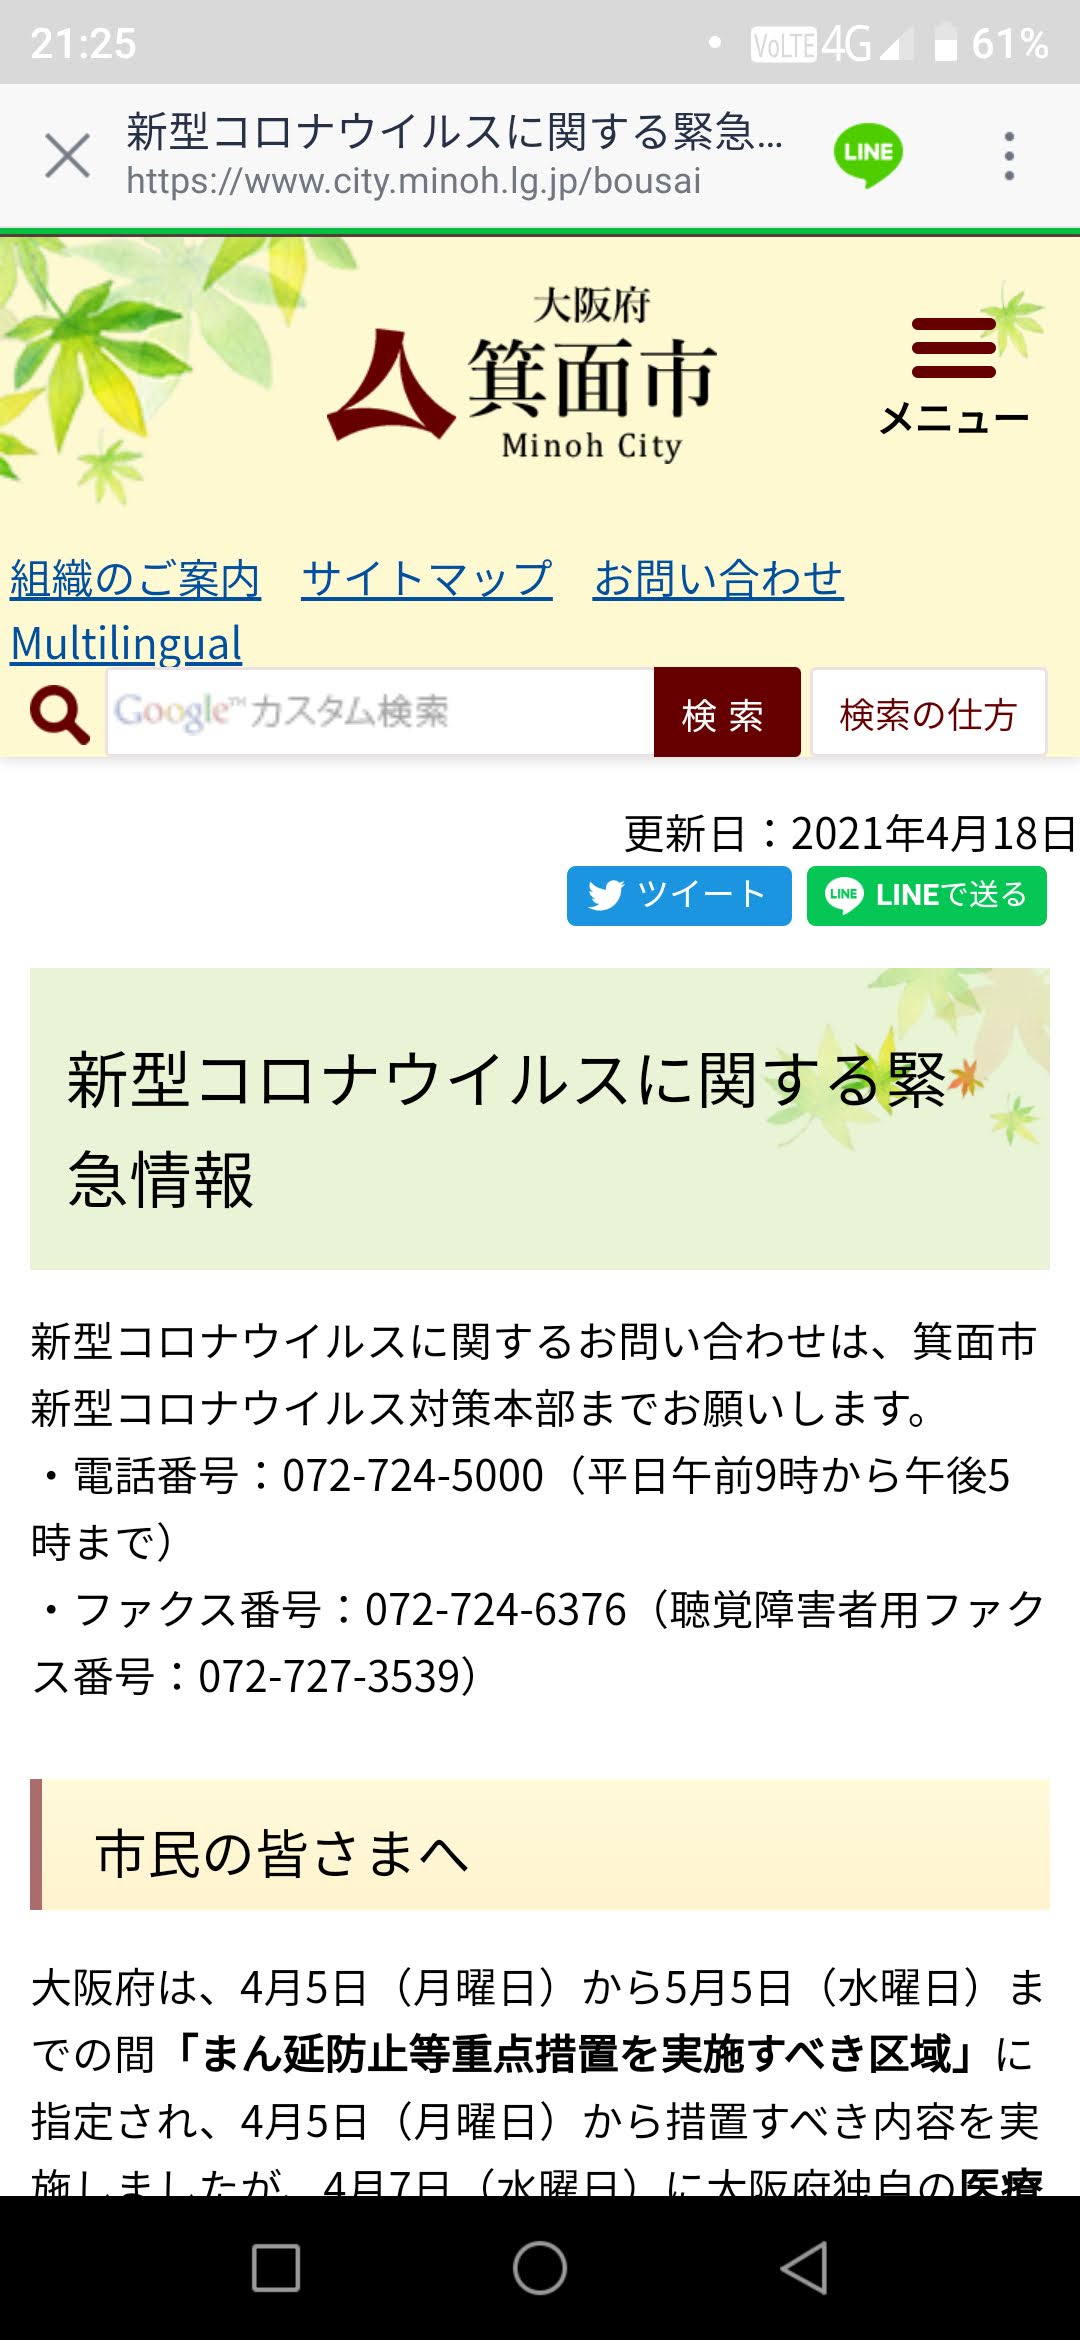 21:25
VoLTE 4G 61%
新型コロナウイルスに関する緊急…
https://www.city.minoh.lg.jp/bousai
LINE
大阪府
箕面市
Minoh City
メニュー
組織のご案内 サイトマップ お問い合わせ
Multilingual
Google™カスタム検索 検索 検索の仕方
更新日：2021年4月18日
ツイート LINE LINEで送る
新型コロナウイルスに関する緊
急情報
新型コロナウイルスに関するお問い合わせは、箕面市
新型コロナウイルス対策本部までお願いします。
・電話番号：072-724-5000（平日午前9時から午後5
時まで）
・ファクス番号：072-724-6376（聴覚障害者用ファク
ス番号：072-727-3539）
市民の皆さまへ
大阪府は、4月5日（月曜日）から5月5日（水曜日）ま
での間「まん延防止等重点措置を実施すべき区域」に
指定され、4月5日（月曜日）から措置すべき内容を実
施しましたが、4月7日（水曜日）に大阪府独自の医療